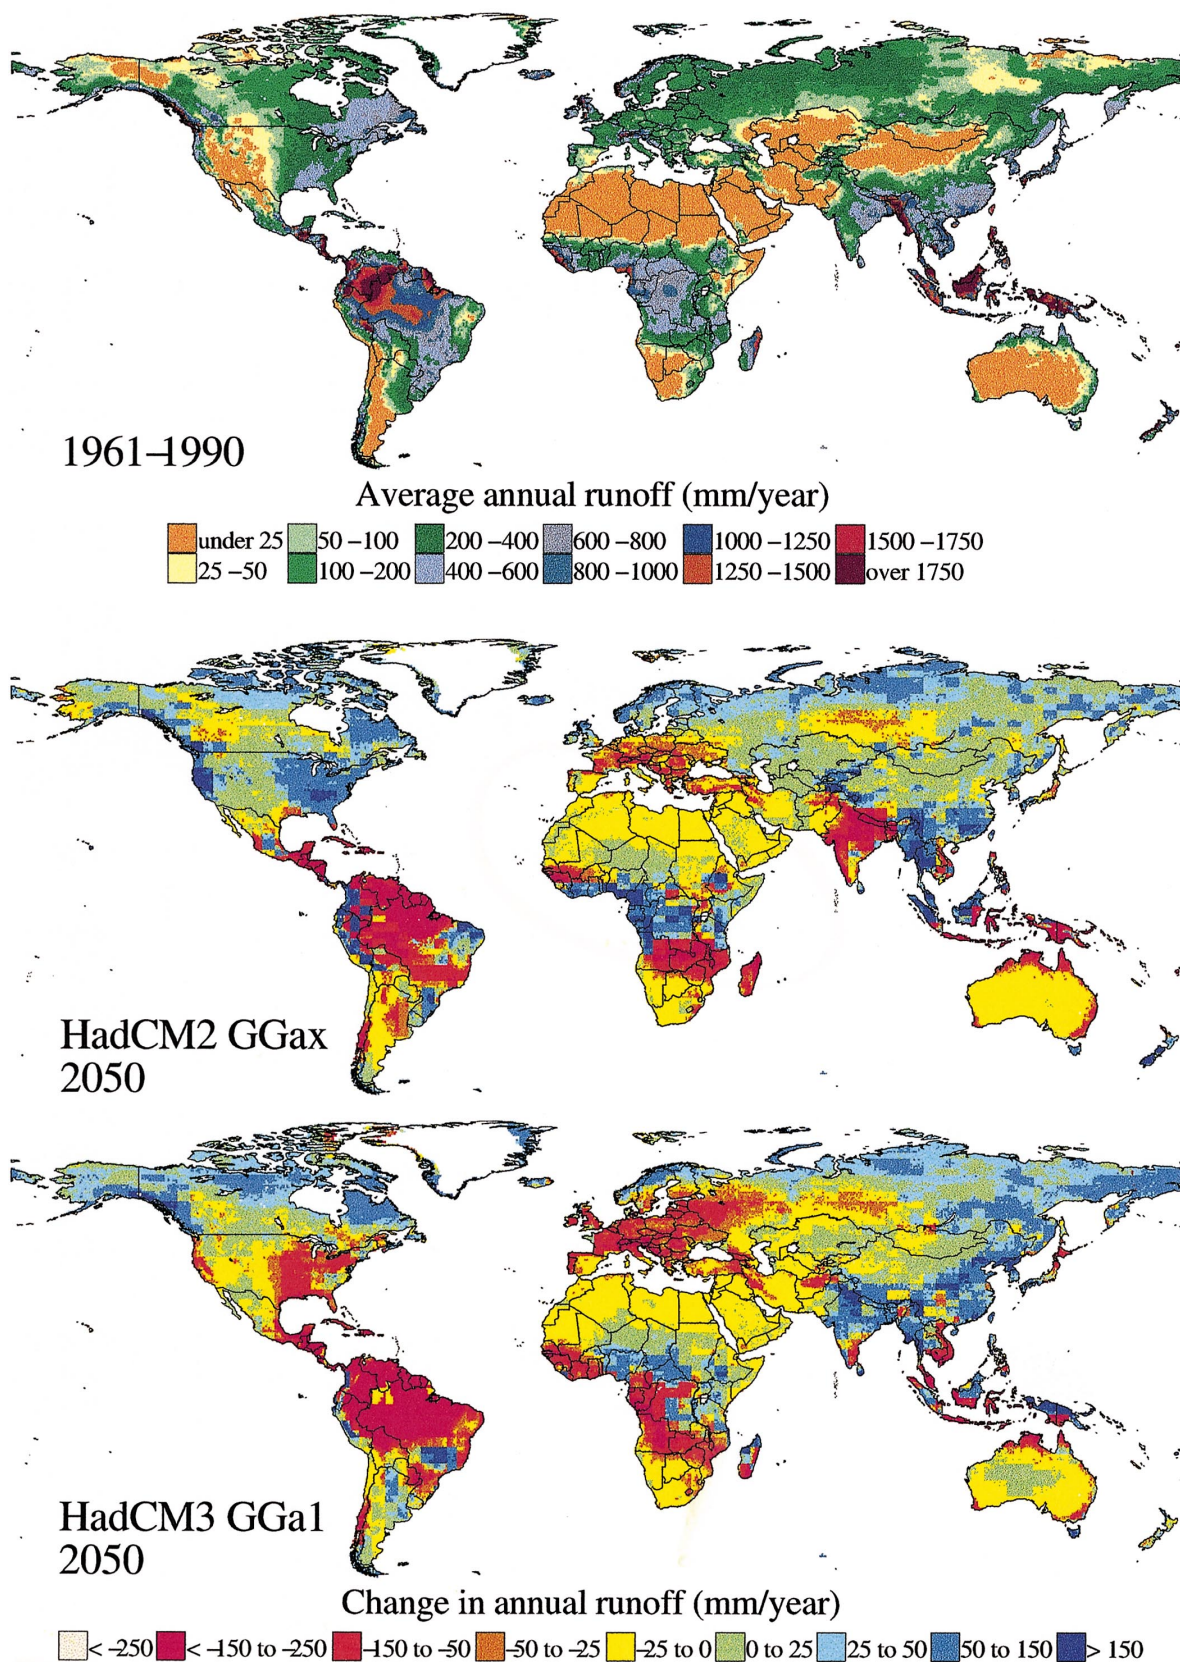 1961–1990
Average annual runoff (mm/year)
under 25 50 –100 200 –400 600 –800 1000 –1250 1500 –1750
25 –50 100 –200 400 –600 800 –1000 1250 –1500 over 1750
HadCM2 GGax
2050
HadCM3 GGa1
2050
Change in annual runoff (mm/year)
< –250 < –150 to –250 –150 to –50 –50 to –25 –25 to 0 0 to 25 25 to 50 50 to 150 > 150